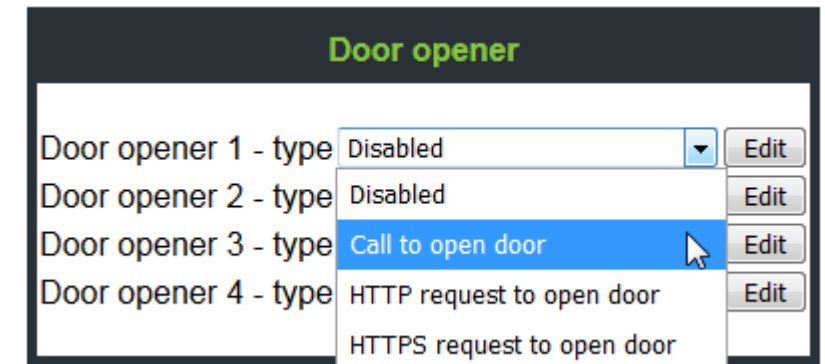 Door opener
Door opener 1 - type Disabled Edit
Door opener 2 - type Disabled Edit
Door opener 3 - type Call to open door Edit
Door opener 4 - type HTTP request to open door Edit
HTTPS request to open door